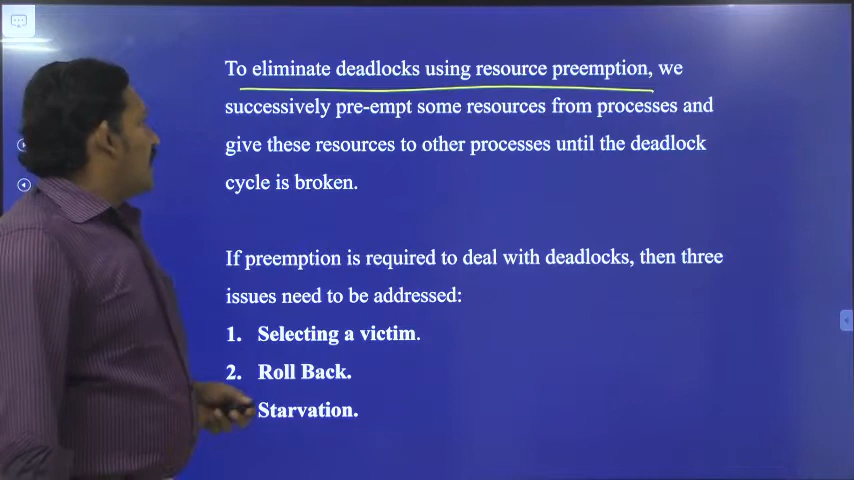 To eliminate deadlocks using resource preemption, we
successively pre-empt some resources from processes and
give these resources to other processes until the deadlock
cycle is broken.
If preemption is required to deal with deadlocks, then three
issues need to be addressed:
1. Selecting a victim.
2. Roll Back.
Starvation.